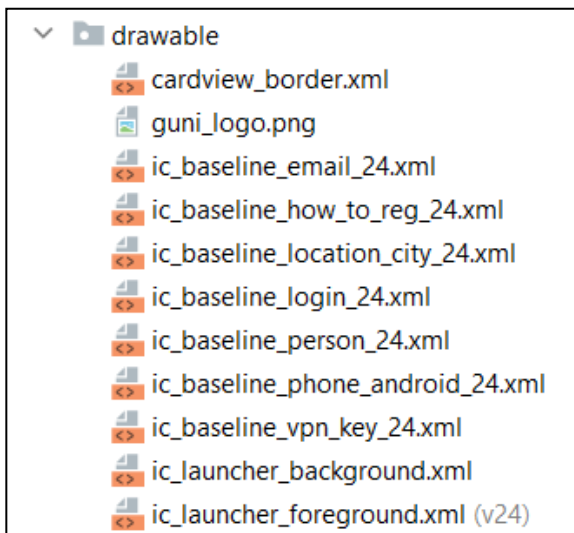 drawable
cardview_border.xml
guni_logo.png
ic_baseline_email_24.xml
ic_baseline_how_to_reg_24.xml
ic_baseline_location_city_24.xml
ic_baseline_login_24.xml
ic_baseline_person_24.xml
ic_baseline_phone_android_24.xml
ic_baseline_vpn_key_24.xml
ic_launcher_background.xml
ic_launcher_foreground.xml (v24)